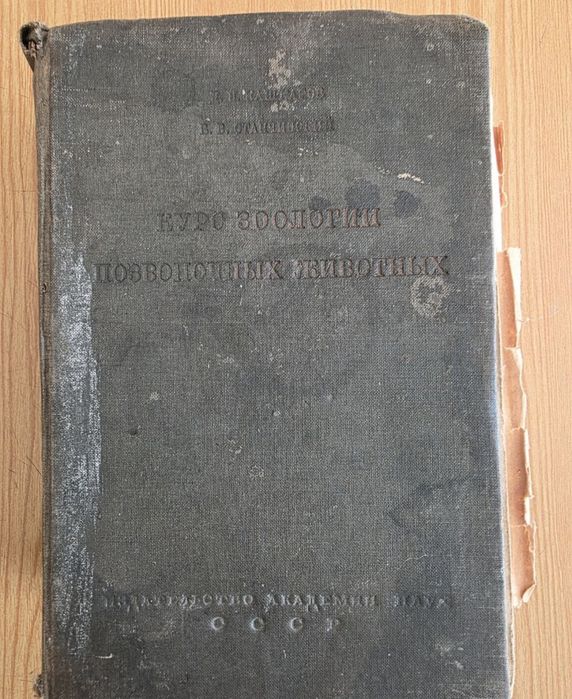 Д. Н. КАШКАРОВ
В. В. СТАНЧИНСКИЙ
КУРС ЗООЛОГИИ
ПОЗВОНОЧНЫХ ЖИВОТНЫХ
ИЗДАТЕЛЬСТВО АКАДЕМИИ НАУК
СССР